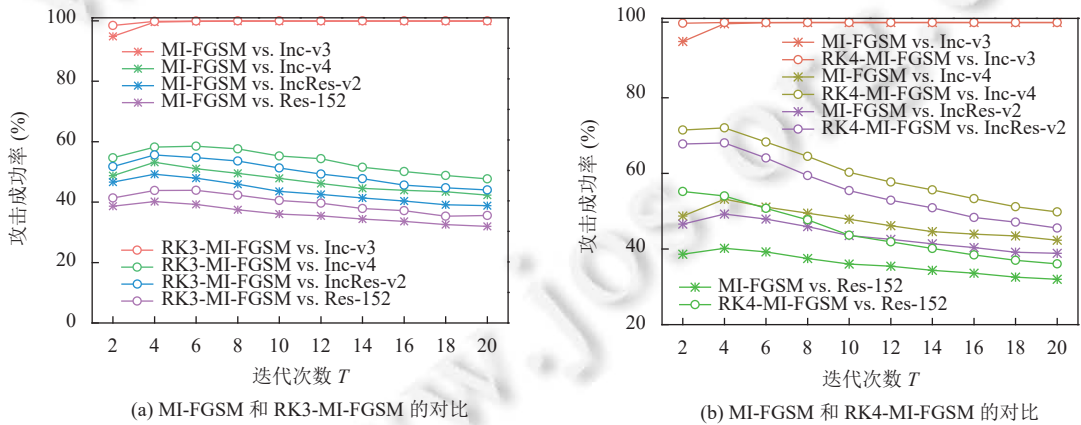 100
80
60
40
20
0
攻击成功率 (%)
MI-FGSM vs. Inc-v3
MI-FGSM vs. Inc-v4
MI-FGSM vs. IncRes-v2
MI-FGSM vs. Res-152
RK3-MI-FGSM vs. Inc-v3
RK3-MI-FGSM vs. Inc-v4
RK3-MI-FGSM vs. IncRes-v2
RK3-MI-FGSM vs. Res-152
2 4 6 8 10 12 14 16 18 20
迭代次数 T
(a) MI-FGSM 和 RK3-MI-FGSM 的对比
100
80
60
40
20
攻击成功率 (%)
MI-FGSM vs. Inc-v3
RK4-MI-FGSM vs. Inc-v3
MI-FGSM vs. Inc-v4
RK4-MI-FGSM vs. Inc-v4
MI-FGSM vs. IncRes-v2
RK4-MI-FGSM vs. IncRes-v2
MI-FGSM vs. Res-152
RK4-MI-FGSM vs. Res-152
2 4 6 8 10 12 14 16 18 20
迭代次数 T
(b) MI-FGSM 和 RK4-MI-FGSM 的对比